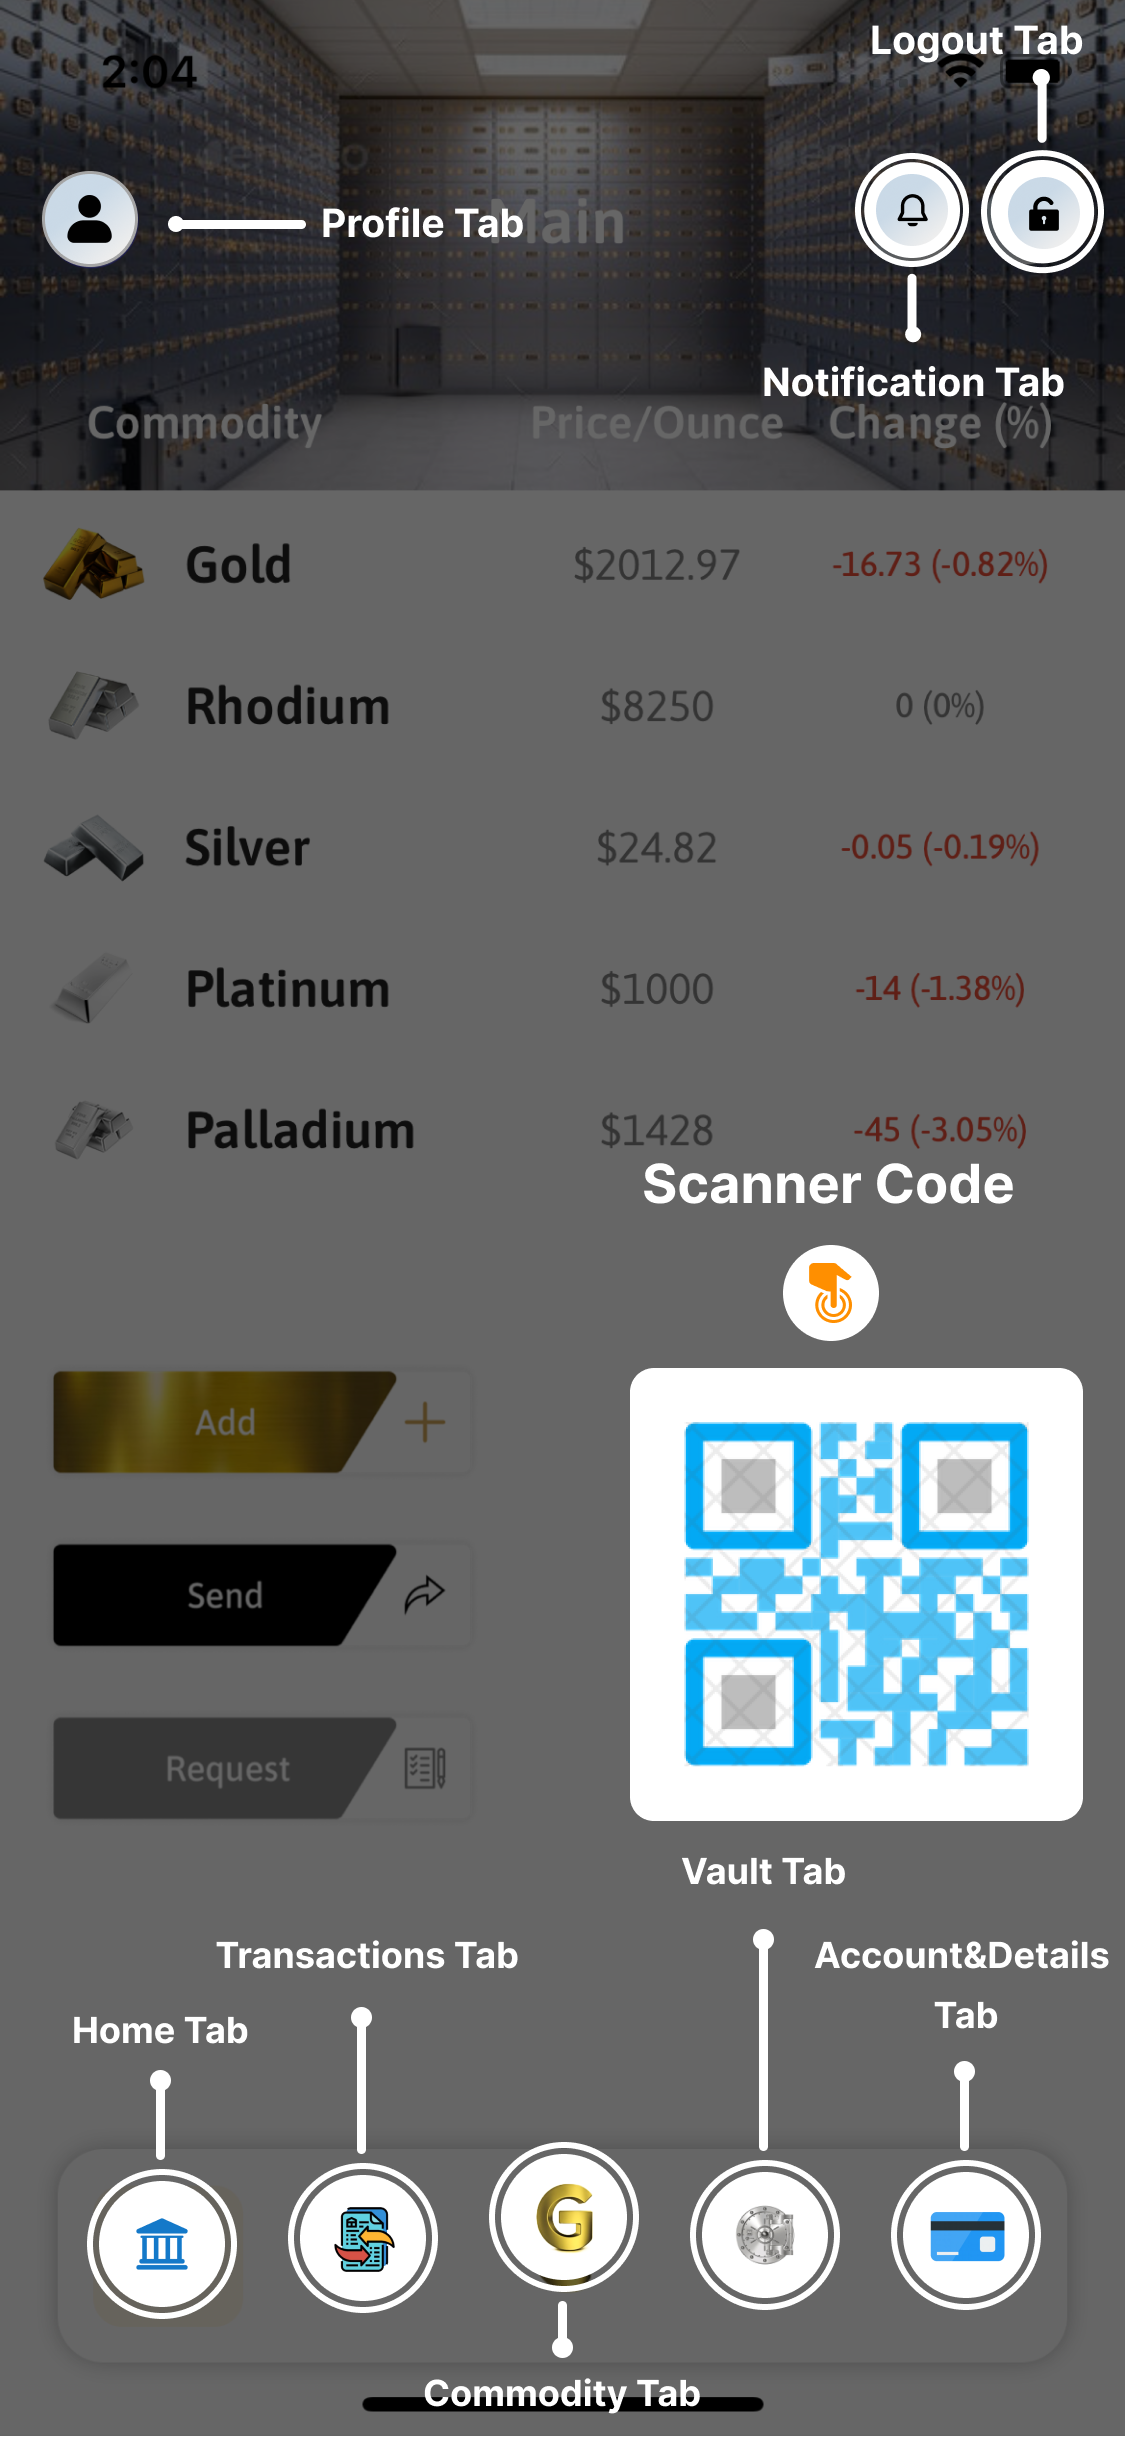 Logout Tab
2:04
Profile Tab
Main
Notification Tab
Commodity Price/Ounce Change (%)
Gold $2012.97 -16.73 (-0.82%)
Rhodium $8250 0 (0%)
Silver $24.82 -0.05 (-0.19%)
Platinum $1000 -14 (-1.38%)
Palladium $1428 -45 (-3.05%)
Scanner Code
Add
Send
Request
Vault Tab
Transactions Tab
Account&Details
Tab
Home Tab
G
Commodity Tab